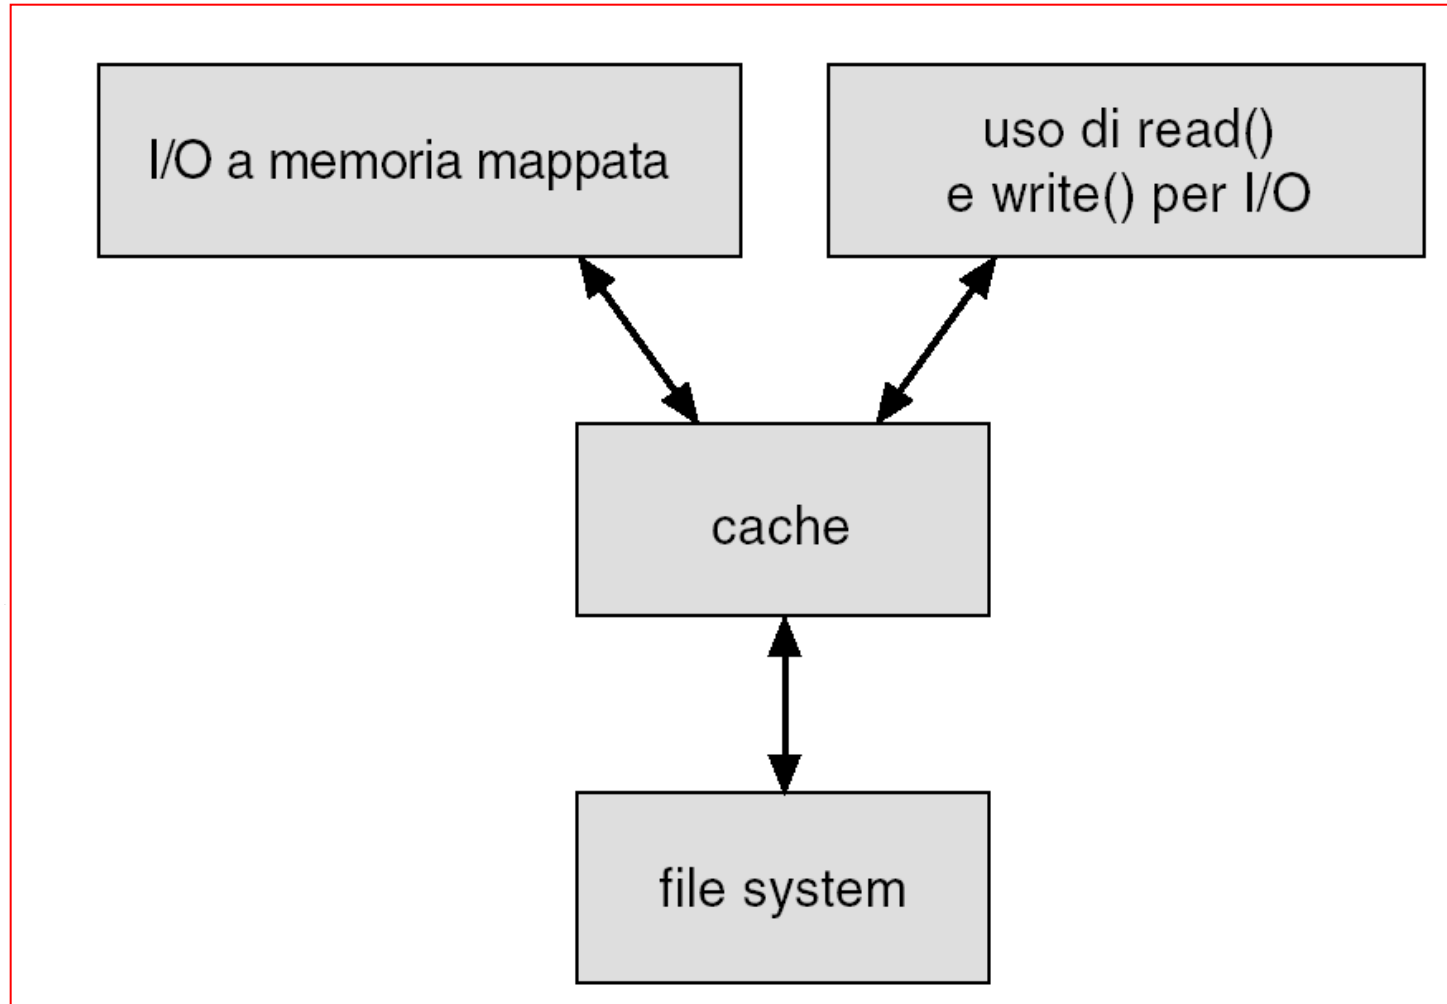 I/O a memoria mappata
uso di read()
e write() per I/O
cache
file system